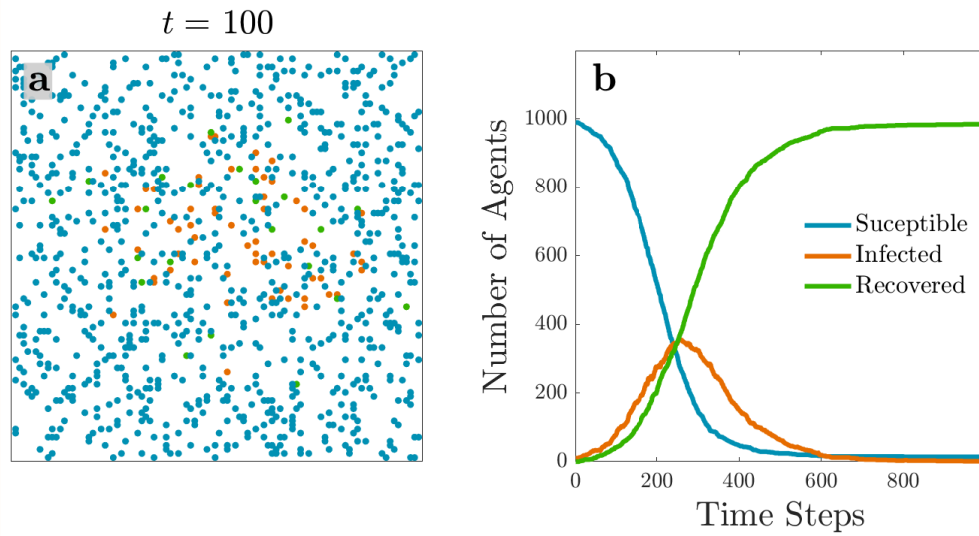 t = 100
a
b
Number of Agents
1000
800
600
400
200
0
Suceptible
Infected
Recovered
0 200 400 600 800
Time Steps